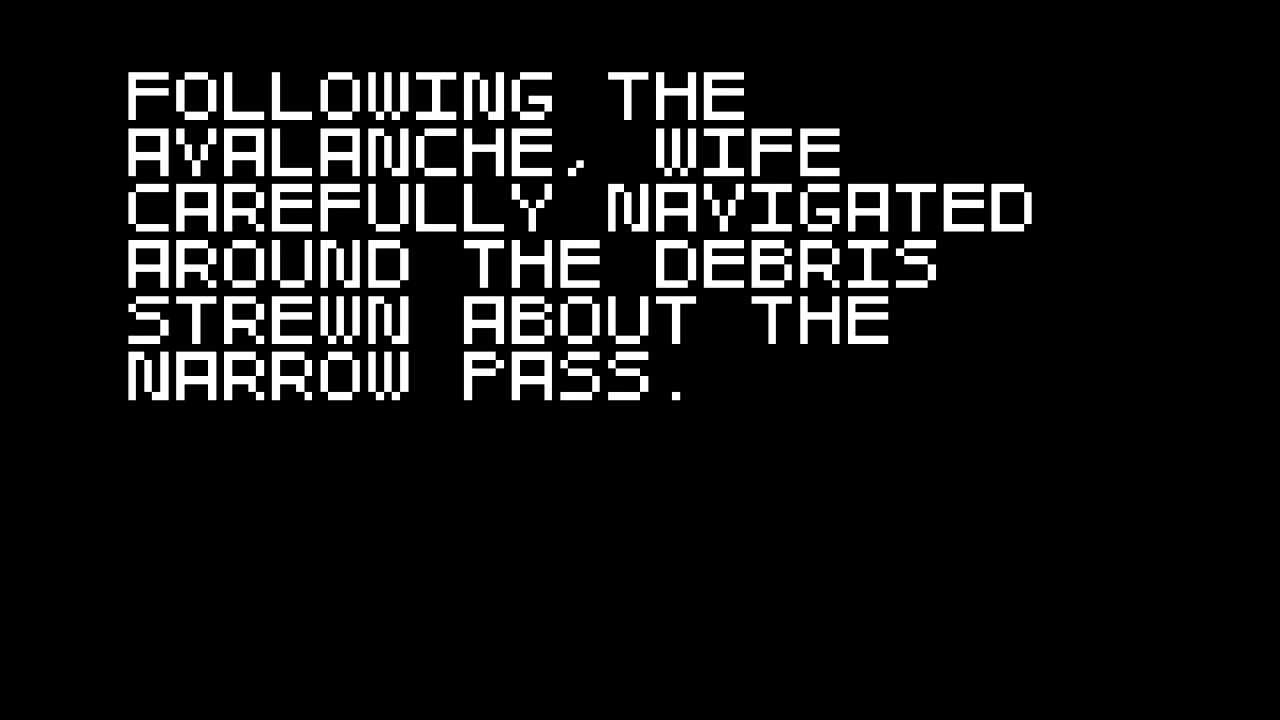 FOLLOWING THE
AVALANCHE, WIFE
CAREFULLY NAVIGATED
AROUND THE DEBRIS
STREWN ABOUT THE
NARROW PASS.